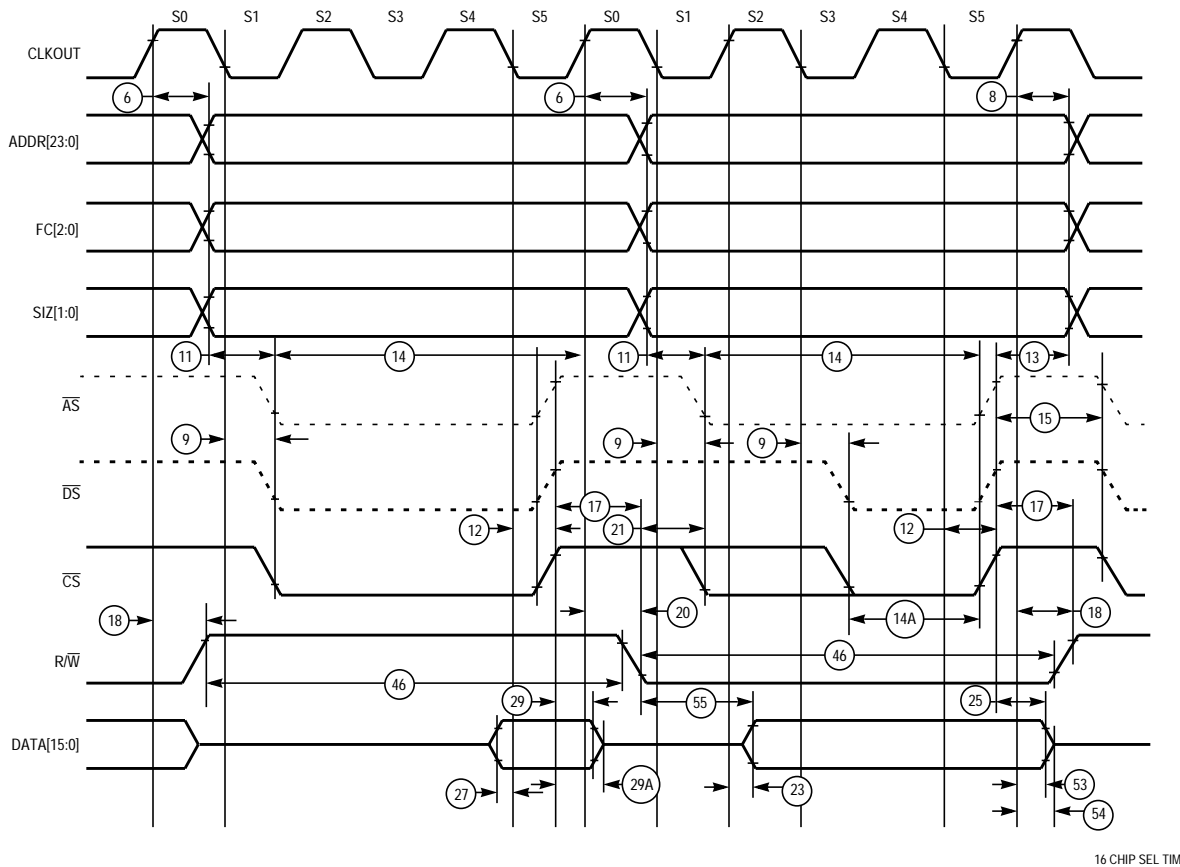 S0 S1 S2 S3 S4 S5 S0 S1 S2 S3 S4 S5
CLKOUT
6 6 8
ADDR[23:0]
FC[2:0]
SIZ[1:0]
11 14 11 14 13
AS
15
9 9 9
DS
17 17
12 21 12
CS
18 20 14A 18
R/W
46 46
29 55 25
DATA[15:0]
27 29A 23 53
54
16 CHIP SEL TIM